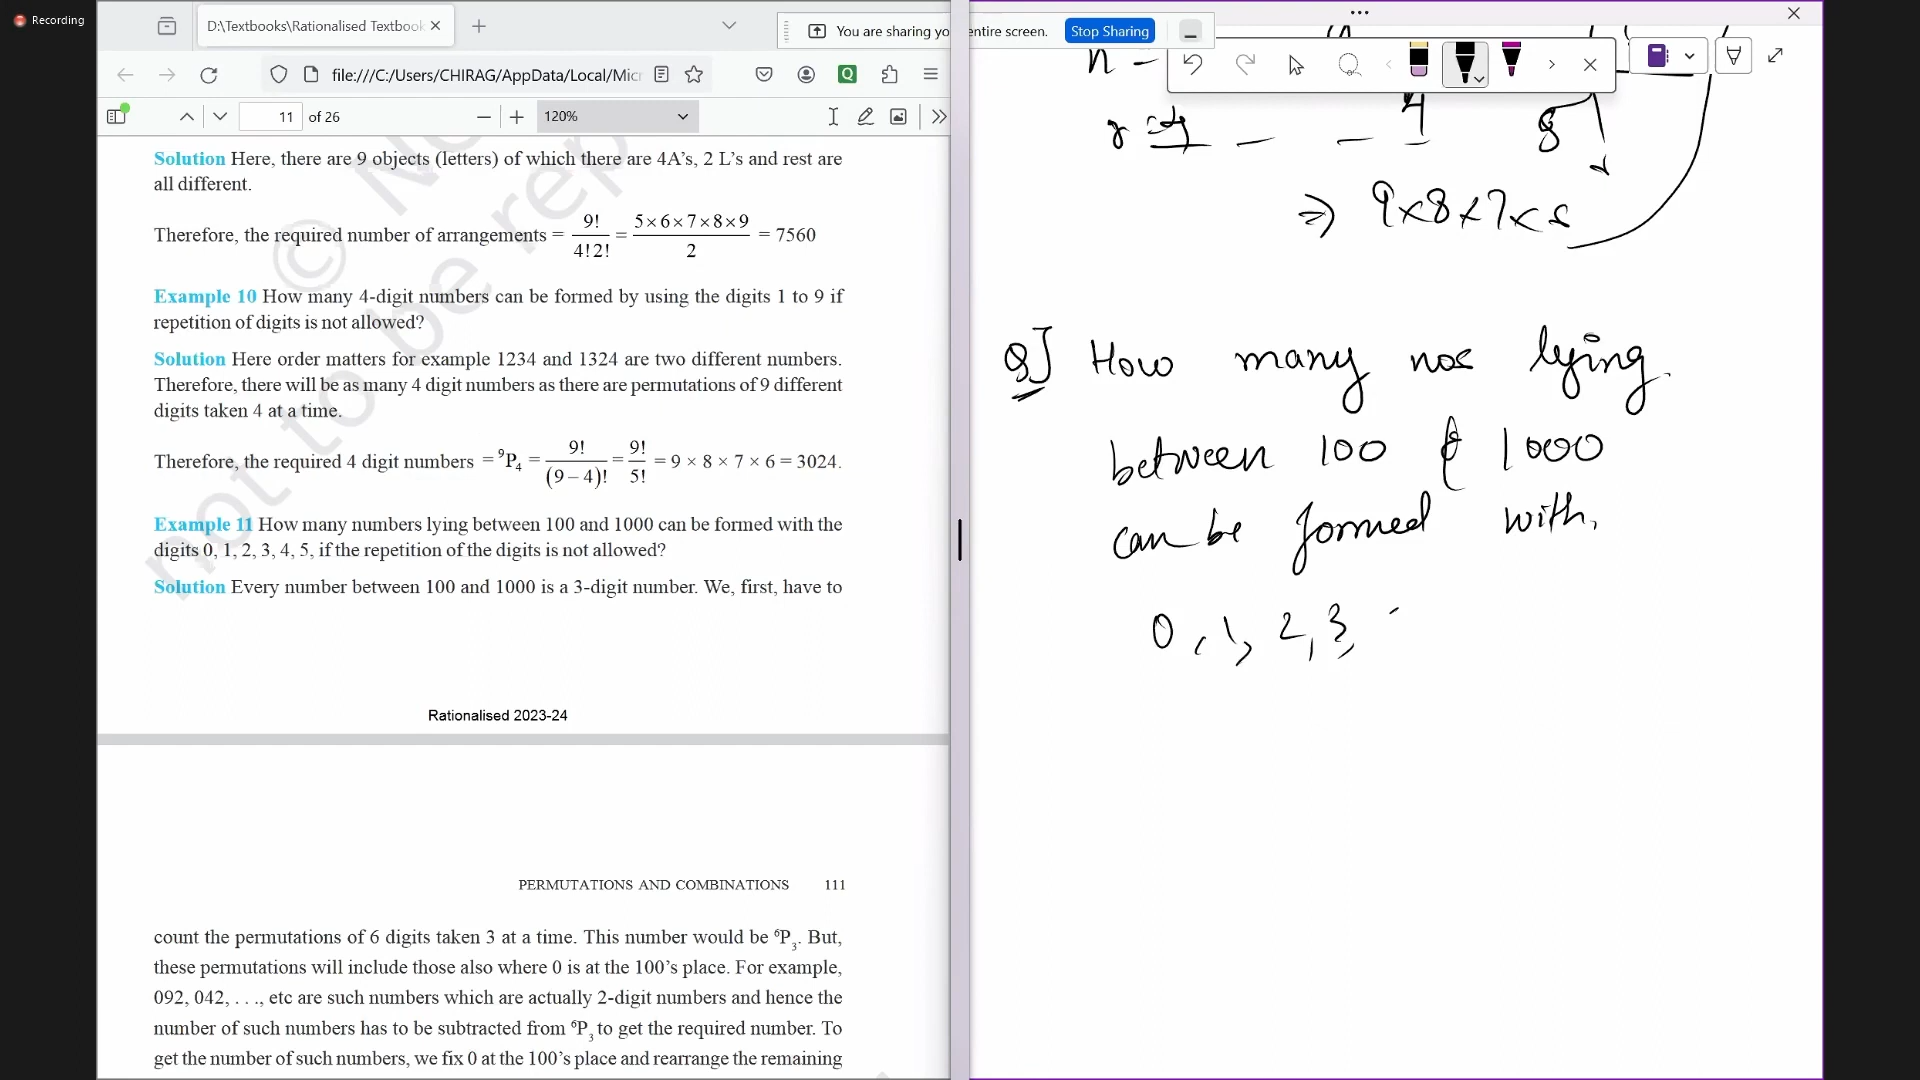 Recording
D:\Textbooks\Rationalised Textbook
You are sharing yo
entire screen.
Stop Sharing
file:///C:/Users/CHIRAG/AppData/Local/Micr
11 of 26
120%
Solution Here, there are 9 objects (letters) of which there are 4A's, 2 L's and rest are
all different.
Therefore, the required number of arrangements = 9!/4!2! = 5×6×7×8×9/2 = 7560
Example 10 How many 4-digit numbers can be formed by using the digits 1 to 9 if
repetition of digits is not allowed?
Solution Here order matters for example 1234 and 1324 are two different numbers.
Therefore, there will be as many 4 digit numbers as there are permutations of 9 different
digits taken 4 at a time.
Therefore, the required 4 digit numbers = ⁹P₄ = 9!/(9–4)! = 9!/5! = 9 × 8 × 7 × 6 = 3024.
Example 11 How many numbers lying between 100 and 1000 can be formed with the
digits 0, 1, 2, 3, 4, 5, if the repetition of the digits is not allowed?
Solution Every number between 100 and 1000 is a 3-digit number. We, first, have to
Rationalised 2023-24
PERMUTATIONS AND COMBINATIONS 111
count the permutations of 6 digits taken 3 at a time. This number would be ⁶P₃. But,
these permutations will include those also where 0 is at the 100's place. For example,
092, 042, . . ., etc are such numbers which are actually 2-digit numbers and hence the
number of such numbers has to be subtracted from ⁶P₃ to get the required number. To
get the number of such numbers, we fix 0 at the 100's place and rearrange the remaining
© N
not to be rep
n =
r = 4
4 8
⇒ 9×8×7×
Q] How many nos lying
between 100 & 1000
can be formed with
0, 1, 2, 3,